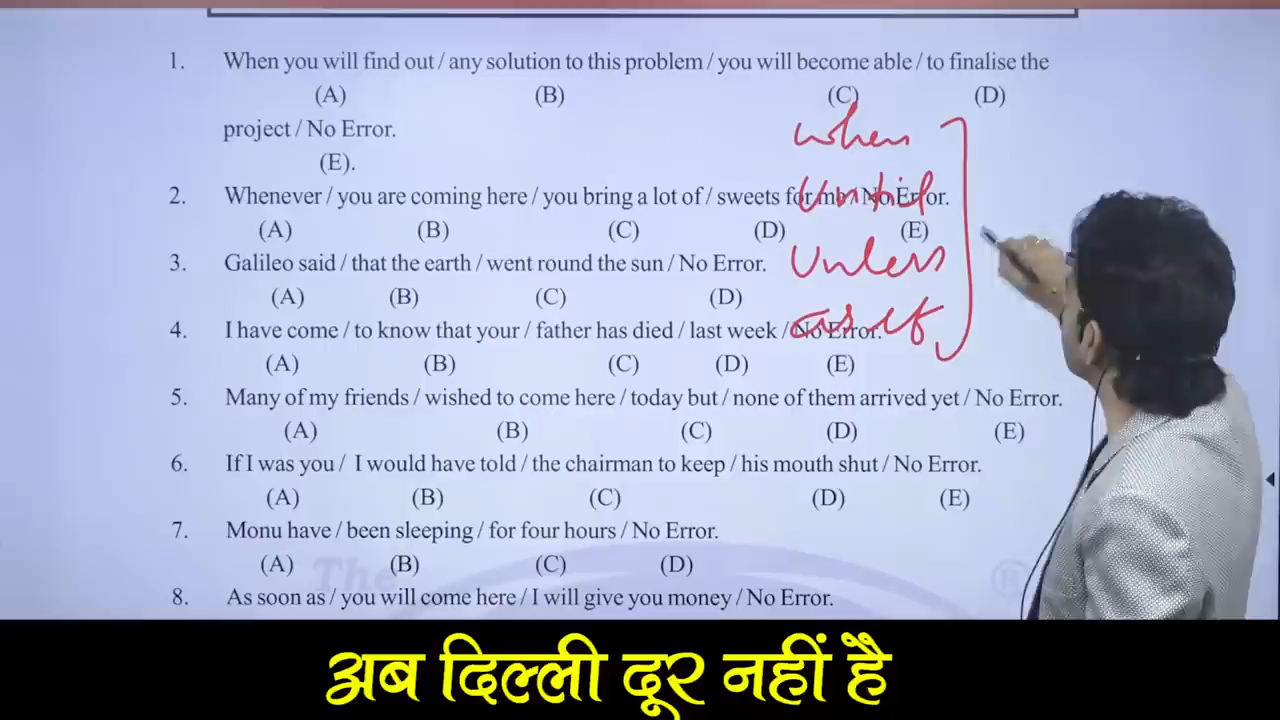 1. When you will find out / any solution to this problem / you will become able / to finalise the
(A) (B) (C) (D)
project / No Error.
(E).
when
2. Whenever / you are coming here / you bring a lot of / sweets for me / No Error.
until
(A) (B) (C) (D) (E)
3. Galileo said / that the earth / went round the sun / No Error.
Unless
(A) (B) (C) (D)
4. I have come / to know that your / father has died / last week / No Error.
as if
(A) (B) (C) (D) (E)
5. Many of my friends / wished to come here / today but / none of them arrived yet / No Error.
(A) (B) (C) (D) (E)
6. If I was you / I would have told / the chairman to keep / his mouth shut / No Error.
(A) (B) (C) (D) (E)
7. Monu have / been sleeping / for four hours / No Error.
(A) (B) (C) (D)
The ®
8. As soon as / you will come here / I will give you money / No Error.
अब दिल्ली दूर नहीं है